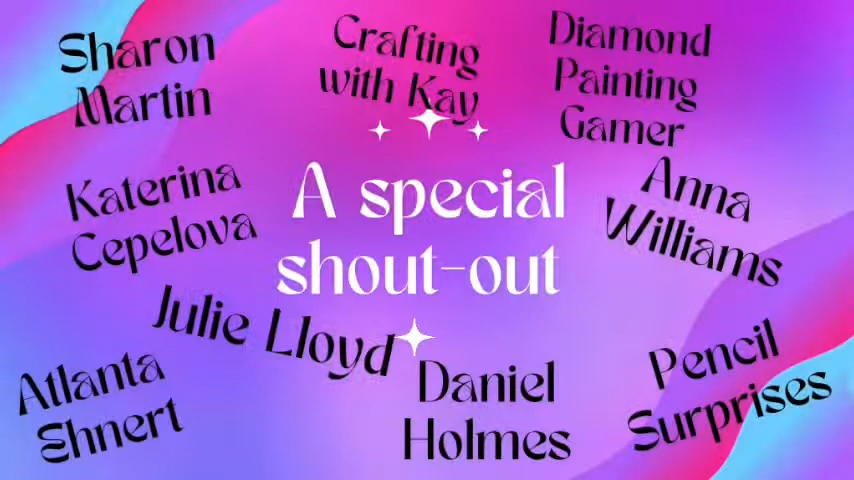 Sharon
Martin
Crafting
with Kay
Diamond
Painting
Gamer
Katerina
Cepelova
A special
shout-out
Anna
Williams
Julie Lloyd
Atlanta
Ehnert
Daniel
Holmes
Pencil
Surprises